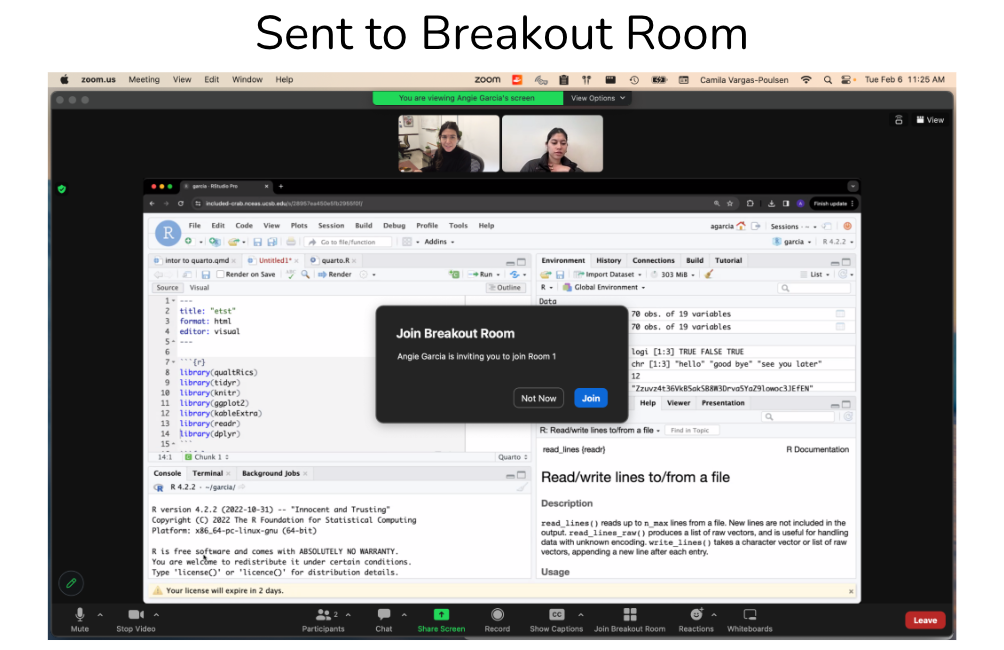 Sent to Breakout Room
zoom.us Meeting View Edit Window Help zoom Camila Vargas-Poulsen Tue Feb 6 11:25 AM
You are viewing Angie Garcia's screen View Options
View
garcia - RStudio Pro
Finish update
File Edit Code View Plots Session Build Debug Profile Tools Help agarcia Sessions
Go to file/function Addins garcia R 4.2.2
intor to quarto.qmd Untitled1* quarto.R
Render on Save Render Run
Source Visual Outline
1 ---
2 title: "etst"
3 format: html
4 editor: visual
5 ---
6
7 ```{r}
8 library(qualtRics)
9 library(tidyr)
10 library(knitr)
11 library(ggplot2)
12 library(kableExtra)
13 library(readr)
14 library(dplyr)
15 ```
14:1 Chunk 1 Quarto
Console Terminal Background Jobs
R 4.2.2 · ~/garcia/
R version 4.2.2 (2022-10-31) -- "Innocent and Trusting"
Copyright (C) 2022 The R Foundation for Statistical Computing
Platform: x86_64-pc-linux-gnu (64-bit)
R is free software and comes with ABSOLUTELY NO WARRANTY.
You are welcome to redistribute it under certain conditions.
Type 'license()' or 'licence()' for distribution details.
Environment History Connections Build Tutorial
Import Dataset 303 MiB List
R Global Environment
Data
70 obs. of 19 variables
70 obs. of 19 variables
logi [1:3] TRUE FALSE TRUE
chr [1:3] "hello" "good bye" "see you later"
12
Join Breakout Room
Angie Garcia is inviting you to join Room 1
Not Now Join
Help Viewer Presentation
R: Read/write lines to/from a file Find in Topic
read_lines {readr} R Documentation
Read/write lines to/from a file
Description
read_lines() reads up to n_max lines from a file. New lines are not included in the
output. read_lines_raw() produces a list of raw vectors, and is useful for handling
data with unknown encoding. write_lines() takes a character vector or list of raw
vectors, appending a new line after each entry.
Usage
Your license will expire in 2 days.
Mute Stop Video Participants 2 Chat Share Screen Record CC Show Captions Join Breakout Room Reactions Whiteboards Leave